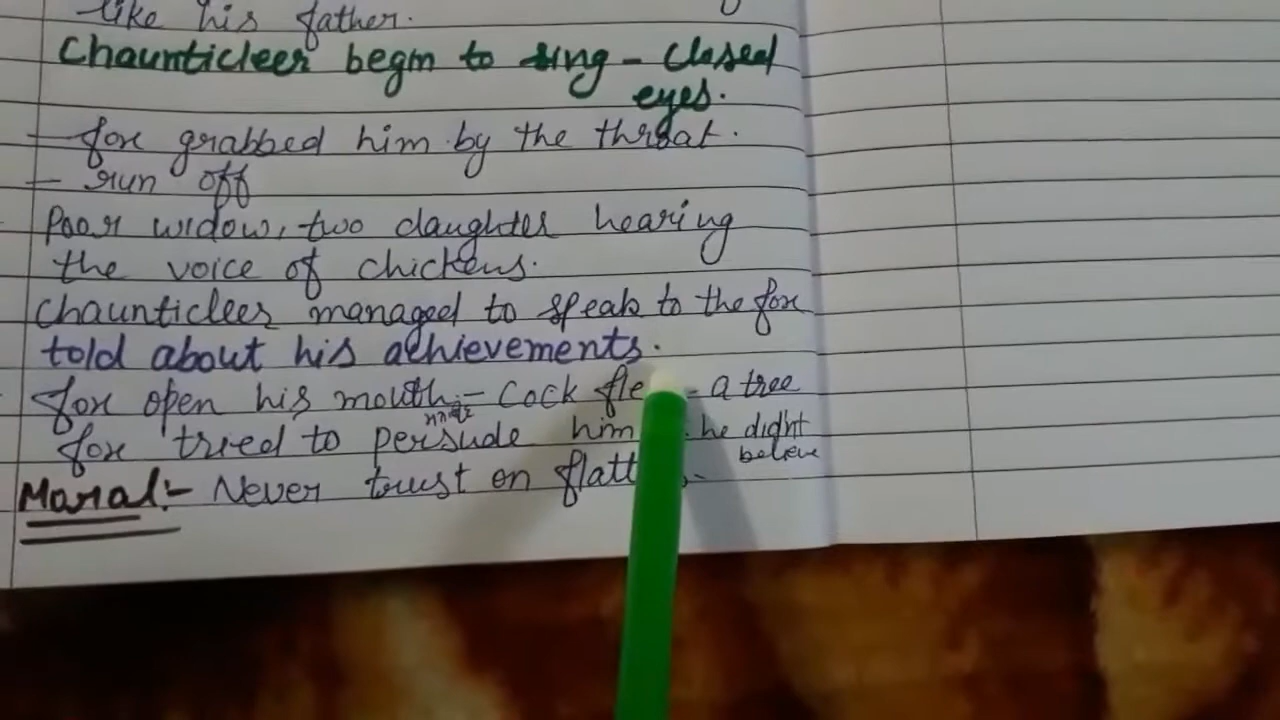 like his father.
Chaunticleer begin to sing - closed
eyes.
- fox grabbed him by the throat.
- run off
Poor widow, two daughter hearing
the voice of chickens.
Chaunticleer managed to speak to the fox
told about his achievements.
fox open his mouth - Cock - a tree
fox tried to persude him he didnt
believe
Moral :- Never trust on